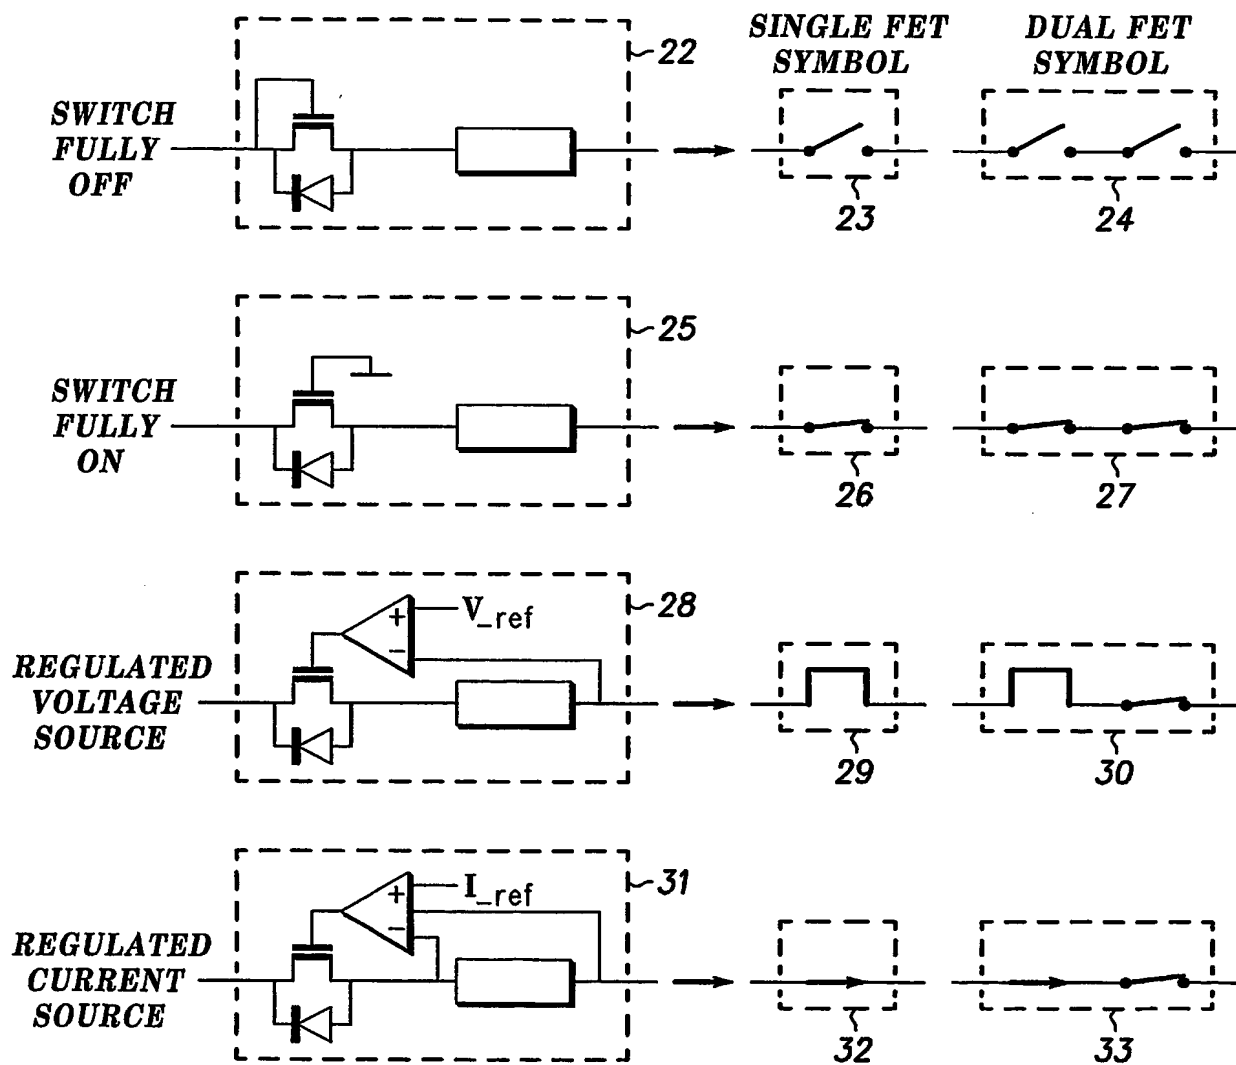 SINGLE FET
SYMBOL
DUAL FET
SYMBOL
SWITCH
FULLY
OFF
22
23
24
SWITCH
FULLY
ON
25
26
27
REGULATED
VOLTAGE
SOURCE
+
−
V_ref
28
29
30
REGULATED
CURRENT
SOURCE
+
−
I_ref
31
32
33